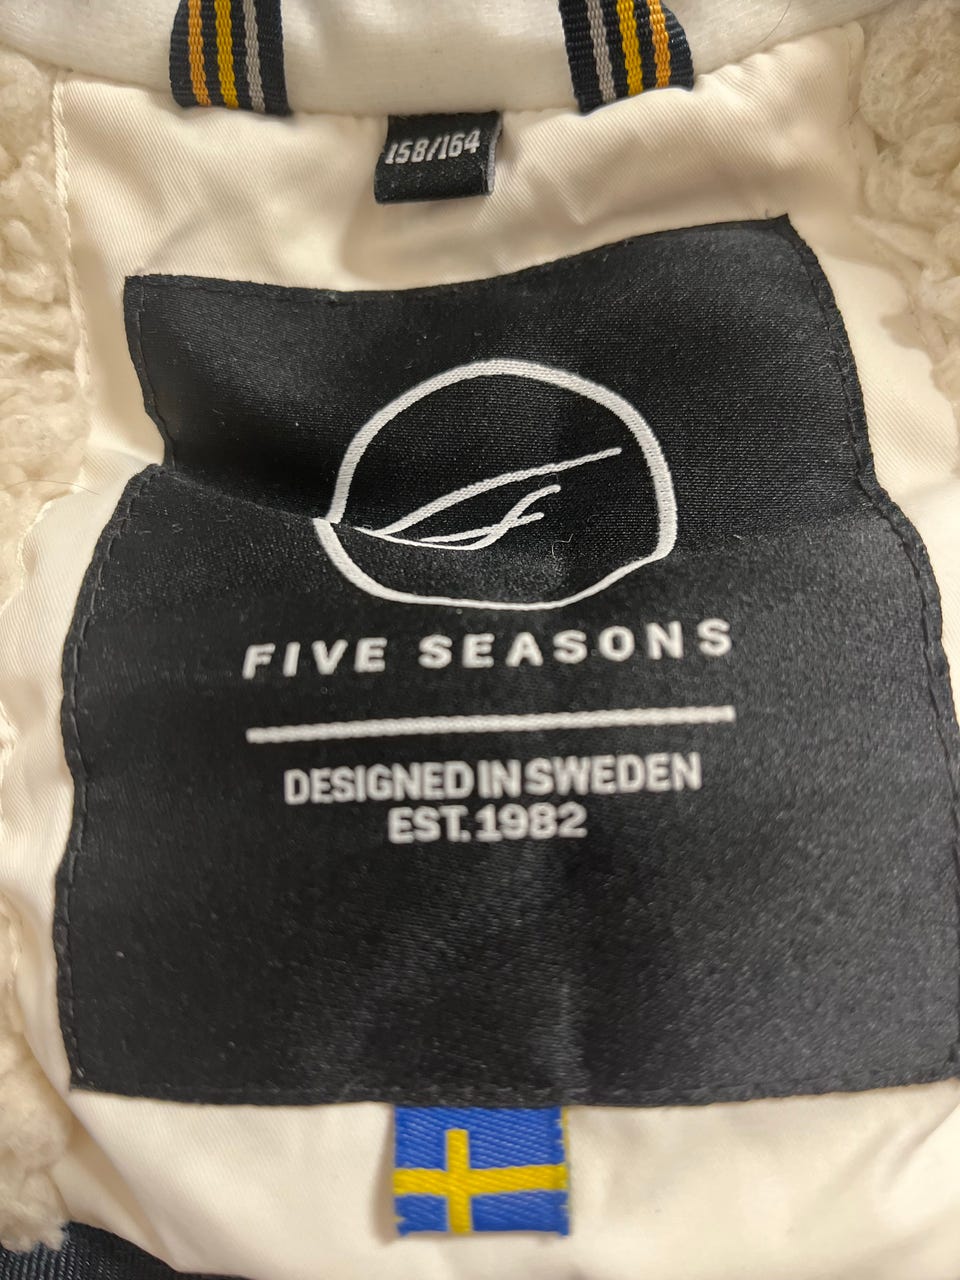 158/164
FIVE SEASONS
DESIGNED IN SWEDEN
EST. 1982